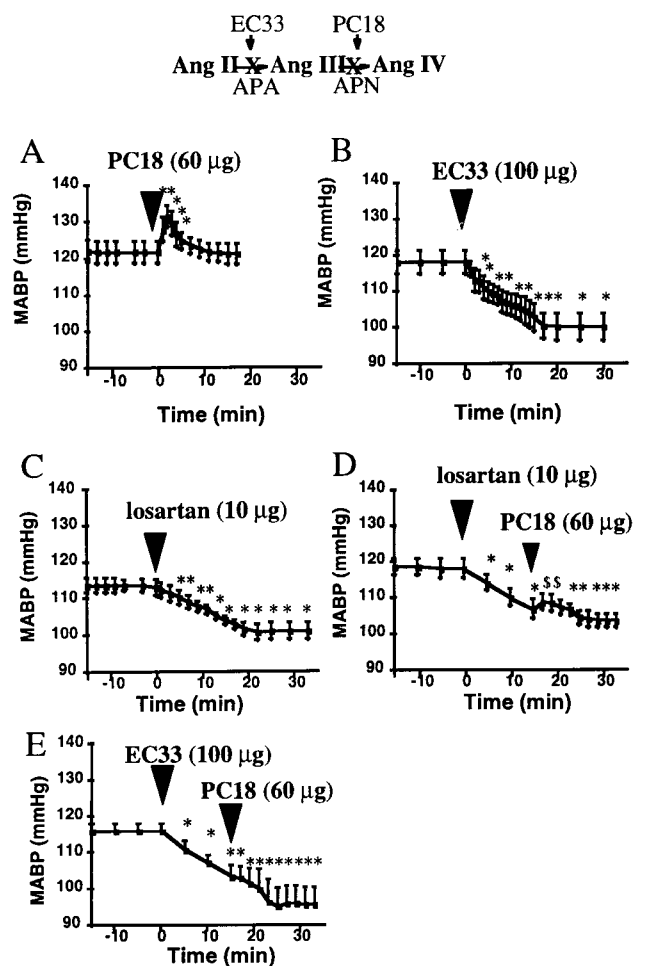 EC33 PC18
Ang II X Ang III X Ang IV
APA APN
A
PC18 (60 µg)
MABP (mmHg)
140
130
120
110
100
90
** * * *
-10 0 10 20 30
Time (min)
B
EC33 (100 µg)
MABP (mmHg)
140
130
120
110
100
90
* * ** ** *** * *
-10 0 10 20 30
Time (min)
C
losartan (10 µg)
MABP (mmHg)
140
130
120
110
100
90
** ** * * * * * * *
-10 0 10 20 30
Time (min)
D
losartan (10 µg)
PC18 (60 µg)
MABP (mmHg)
140
130
120
110
100
90
* * * $$ ** ****
-10 0 10 20 30
Time (min)
E
EC33 (100 µg)
PC18 (60 µg)
MABP (mmHg)
140
130
120
110
100
90
* * ** *********
-10 0 10 20 30
Time (min)